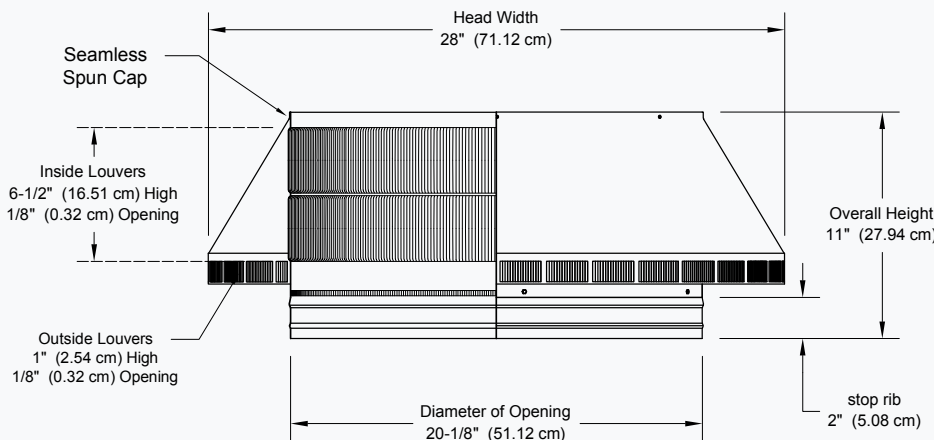 Head Width
28" (71.12 cm)
Seamless
Spun Cap
Inside Louvers
6-1/2" (16.51 cm) High
1/8" (0.32 cm) Opening
Overall Height
11" (27.94 cm)
Outside Louvers
1" (2.54 cm) High
1/8" (0.32 cm) Opening
Diameter of Opening
20-1/8" (51.12 cm)
stop rib
2" (5.08 cm)